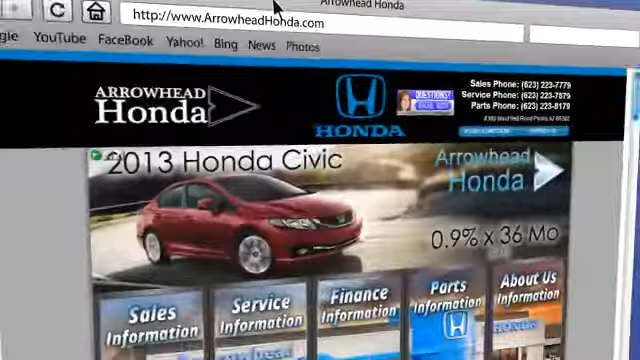 Arrowhead Honda
http://www.ArrowheadHonda.com
gle YouTube FaceBook Yahoo! Bing News Photos
ARROWHEAD
Honda
HONDA
QUESTIONS!
Sales Phone: (623) 223-7779
Service Phone: (623) 223-7879
Parts Phone: (623) 223-8179
2013 Honda Civic
Arrowhead
Honda
0.9% x 36 Mo
Sales
Information
Service
Information
Finance
Information
Parts
Information
About Us
Information
HONDA